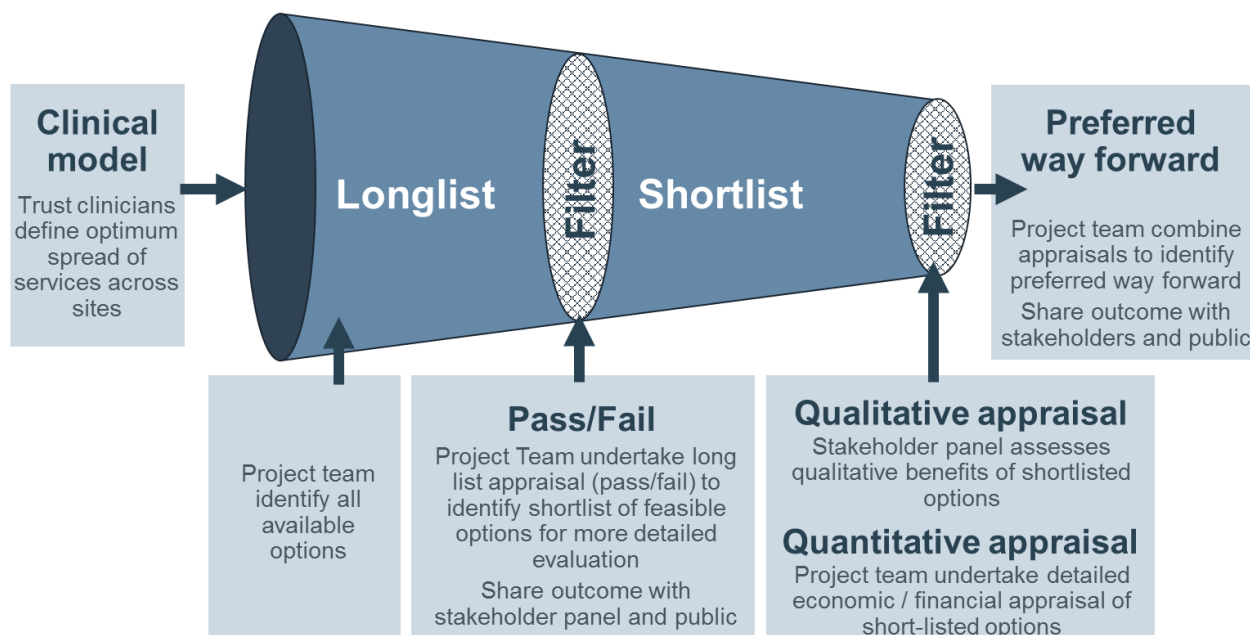 Clinical
model
Trust clinicians
define optimum
spread of
services across
sites
Longlist
Filter
Shortlist
Filter
Preferred
way forward
Project team combine
appraisals to identify
preferred way forward
Share outcome with
stakeholders and public
Project team
identify all
available
options
Pass/Fail
Project Team undertake long
list appraisal (pass/fail) to
identify shortlist of feasible
options for more detailed
evaluation
Share outcome with
stakeholder panel and public
Qualitative appraisal
Stakeholder panel assesses
qualitative benefits of shortlisted
options
Quantitative appraisal
Project team undertake detailed
economic / financial appraisal of
short-listed options